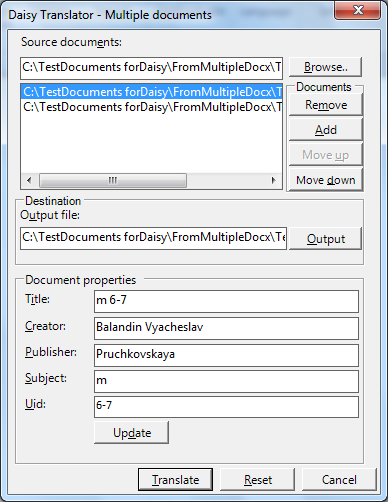 Daisy Translator - Multiple documents
Source documents:
C:\TestDocuments forDaisy\FromMultipleDocx\T
Browse..
C:\TestDocuments forDaisy\FromMultipleDocx\T
C:\TestDocuments forDaisy\FromMultipleDocx\T
Documents
Remove
Add
Move up
Move down
Destination
Output file:
C:\TestDocuments forDaisy\FromMultipleDocx\Te
Output
Document properties
Title:
m 6-7
Creator:
Balandin Vyacheslav
Publisher:
Pruchkovskaya
Subject:
m
Uid:
6-7
Update
Translate
Reset
Cancel